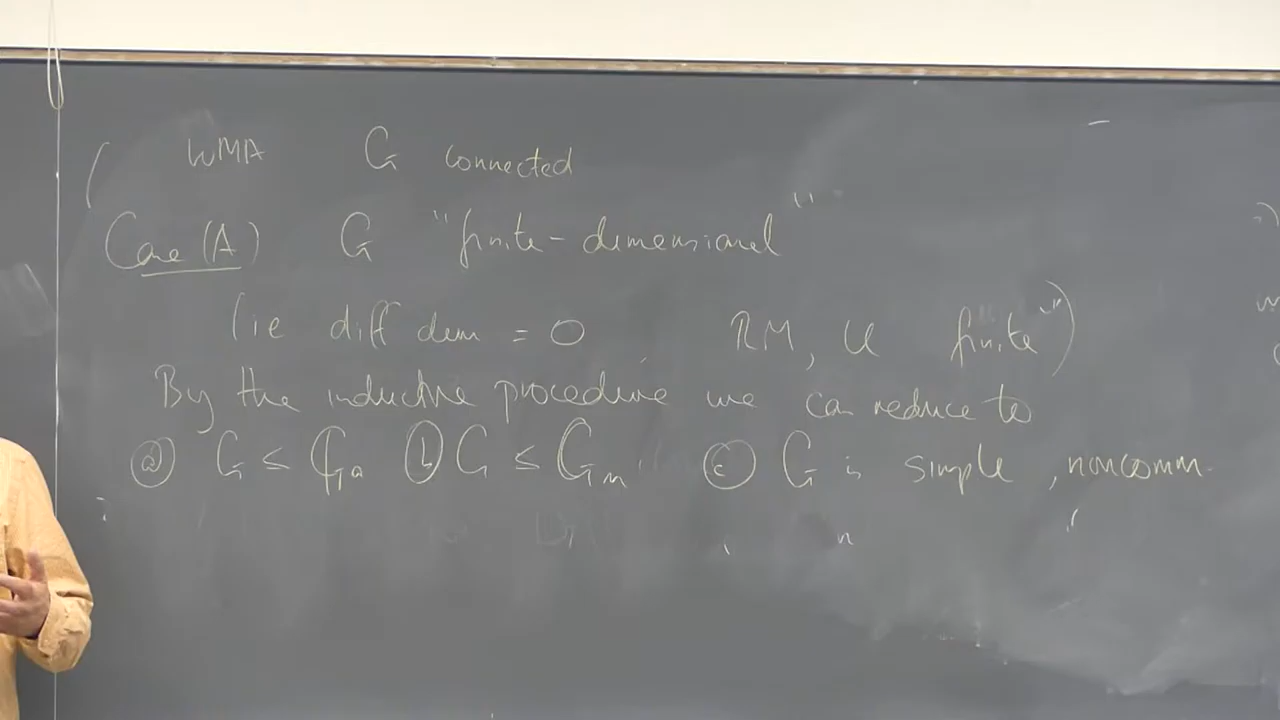 WMA G connected
Case (A) G "finite-dimensional"
(ie diff dim = 0 RM, U finite")
By the inductive procedure we can reduce to
(a) G ≤ Ga (b) G ≤ Gm (c) G is simple, noncomm.